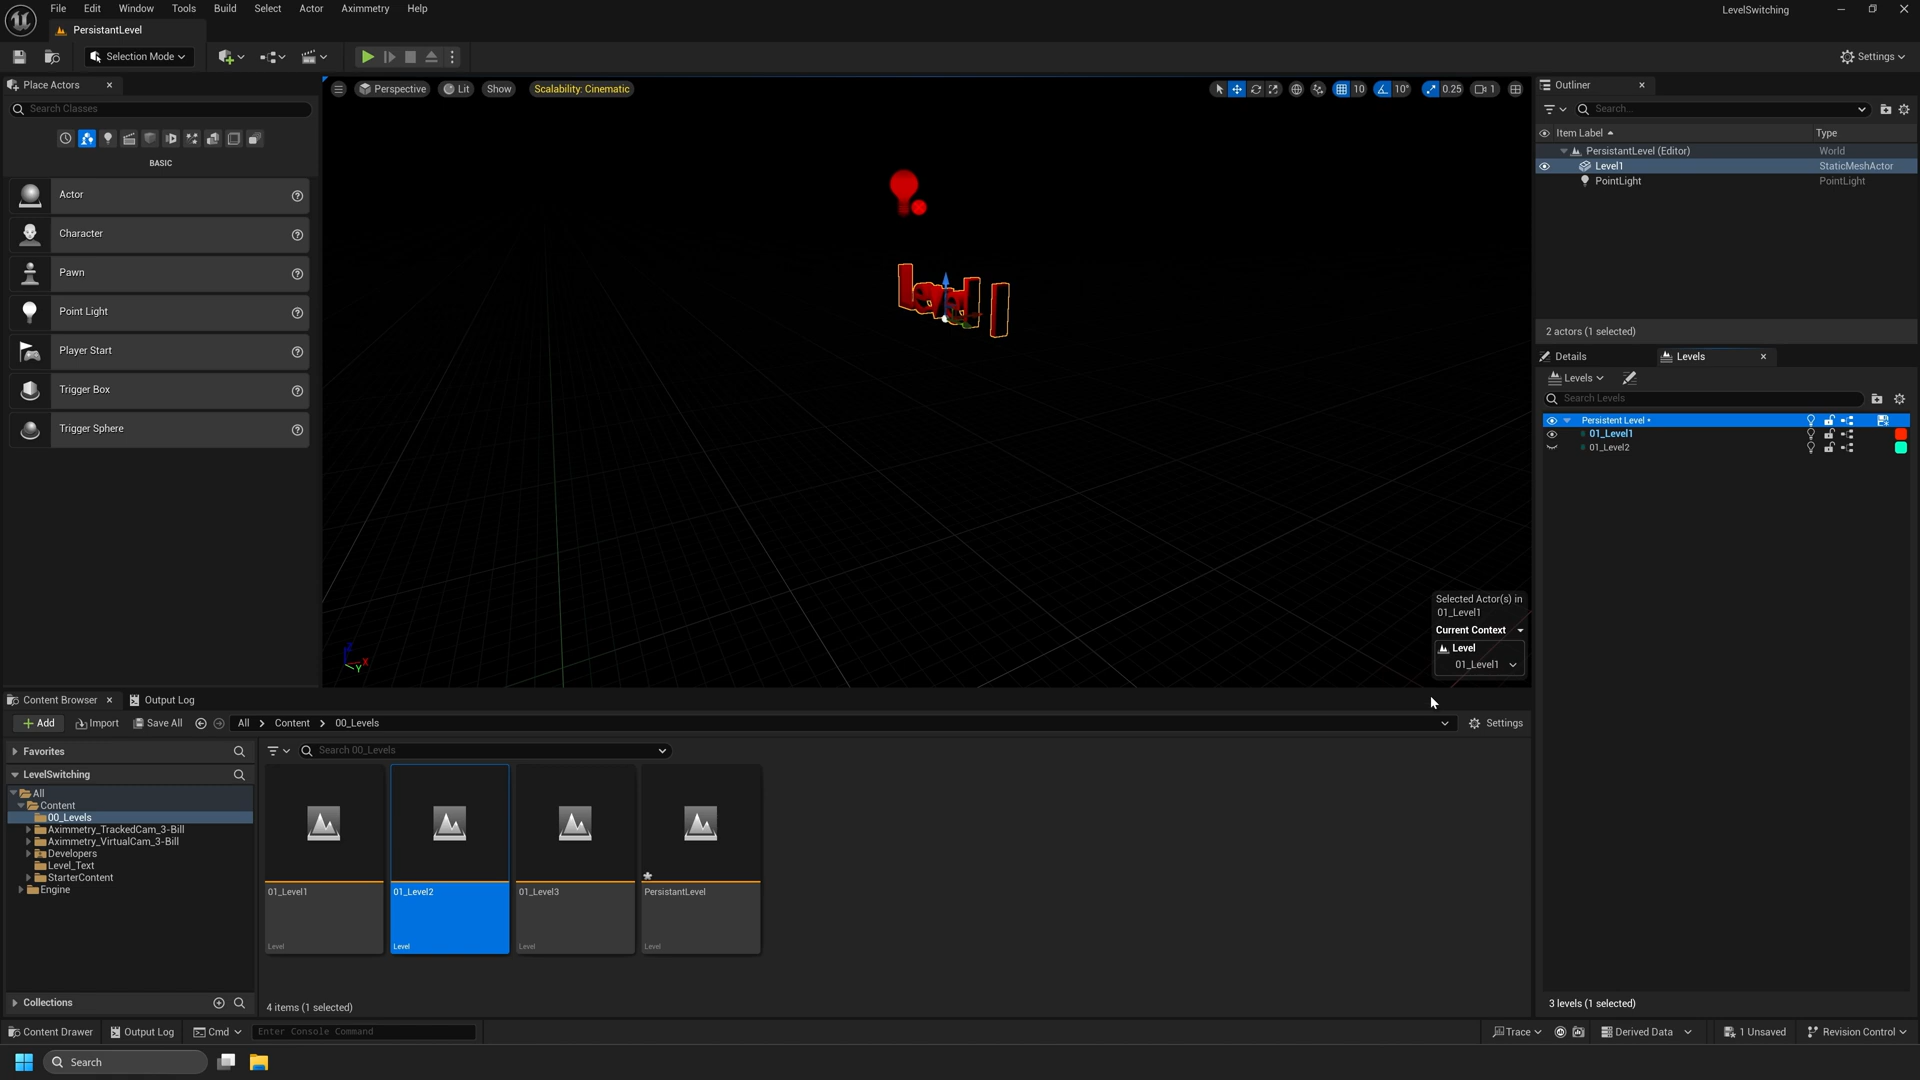 File Edit Window Tools Build Select Actor Aximmetry Help
LevelSwitching
PersistantLevel
Selection Mode
Settings
Place Actors
Search Classes
BASIC
Actor
Character
Pawn
Point Light
Player Start
Trigger Box
Trigger Sphere
Perspective Lit Show Scalability: Cinematic
10 10° 0.25 1
Level 1
X
Y
Selected Actor(s) in
01_Level1
Current Context
Level
01_Level1
Outliner
Search...
Item Label Type
PersistantLevel (Editor) World
Level1 StaticMeshActor
PointLight PointLight
2 actors (1 selected)
Details Levels
Levels
Search Levels
Persistent Level •
01_Level1
01_Level2
3 levels (1 selected)
Content Browser Output Log
Add Import Save All All Content 00_Levels
Settings
Favorites
LevelSwitching
All
Content
00_Levels
Aximmetry_TrackedCam_3-Bill
Aximmetry_VirtualCam_3-Bill
Developers
Level_Text
StarterContent
Engine
Collections
Search 00_Levels
01_Level1 01_Level2 01_Level3 PersistantLevel
Level Level Level Level
4 items (1 selected)
Content Drawer Output Log Cmd Enter Console Command
Trace Derived Data 1 Unsaved Revision Control
Search